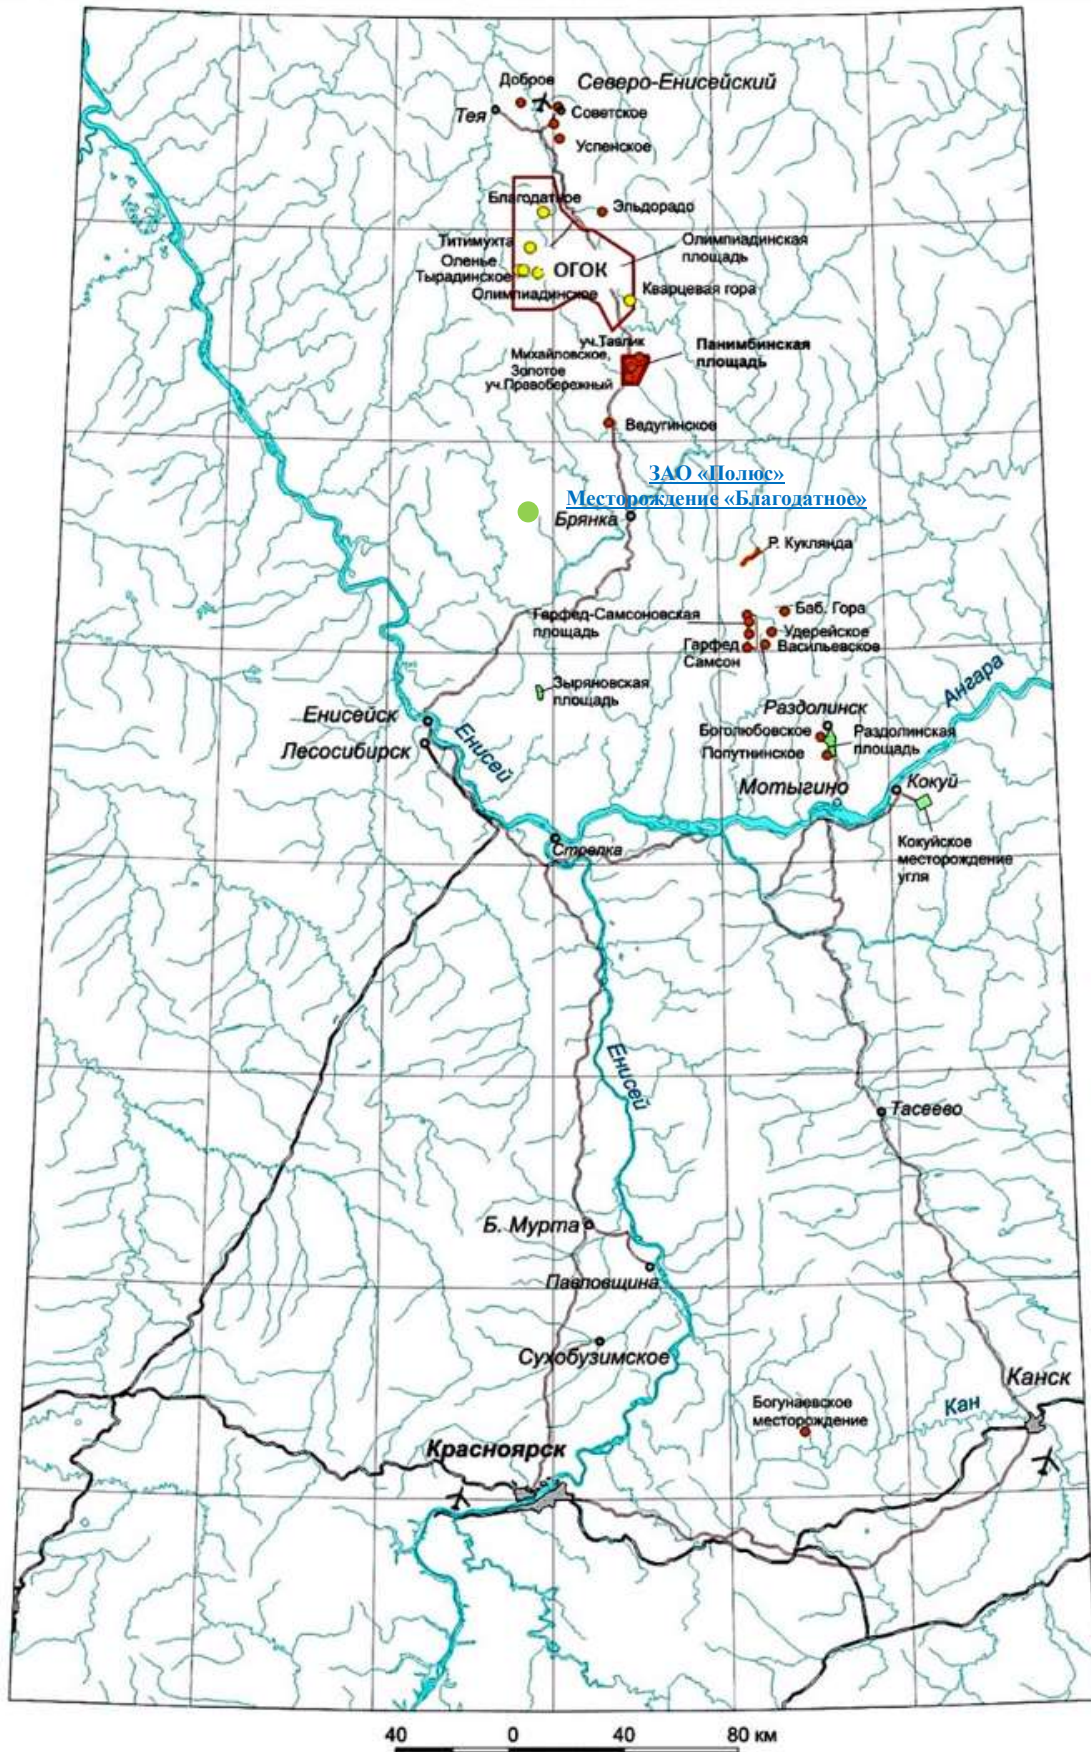 Доброе
Северо-Енисейский
Тея
Советское
Успенское
Благодатное
Эльдорадо
Титимухта
Олимпиадинская
площадь
Оленье
Тырадинское
ОГОК
Олимпиадинское
Кварцевая гора
уч.Тавлик
Михайловское,
Золотое
уч.Правобережный
Панимбинская
площадь
Ведугинское
ЗАО «Полюс»
Месторождение «Благодатное»
Брянка
Р. Куклянда
Гарфед-Самсоновская
площадь
Баб. Гора
Удерейское
Васильевское
Гарфед
Самсон
Зыряновская
площадь
Ангара
Енисейск
Лесосибирск
Енисей
Раздолинск
Боголюбовское
Попутнинское
Раздолинская
площадь
Мотыгино
Кокуй
Стрелка
Кокуйское
месторождение
угля
Енисей
Тасеево
Б. Мурта
Павловщина
Сухобузимское
Канск
Кан
Богунаевское
месторождение
Красноярск
40 0 40 80 км